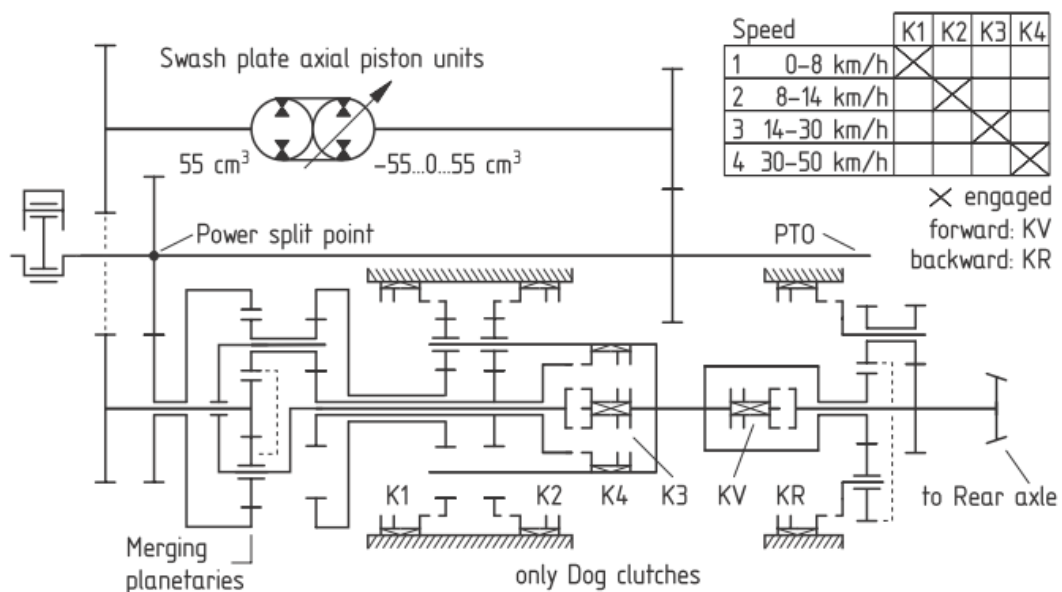 Swash plate axial piston units
55 cm³
–55...0...55 cm³
Speed K1 K2 K3 K4
1 0–8 km/h
2 8–14 km/h
3 14–30 km/h
4 30–50 km/h
engaged
forward: KV
backward: KR
Power split point
PTO
K1 K2 K4 K3 KV KR
to Rear axle
Merging
planetaries
only Dog clutches